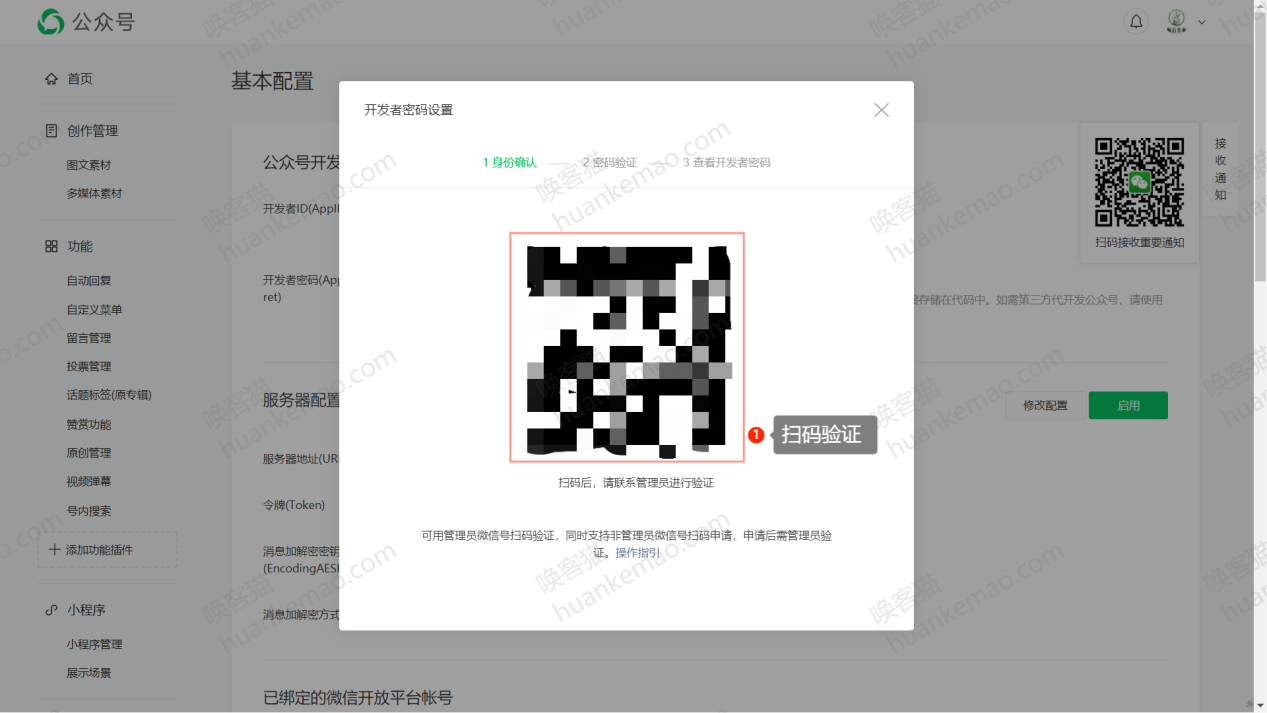 公众号
首页
创作管理
图文素材
多媒体素材
功能
自动回复
自定义菜单
留言管理
投票管理
话题标签(原专辑)
赞赏功能
原创管理
视频弹幕
号内搜索
添加功能插件
小程序
小程序管理
展示场景
基本配置
公众号开发
开发者ID(AppI
开发者密码(App
ret)
存储在代码中。如需第三方代开发公众号，请使用
服务器配置
修改配置
启用
服务器地址(UR
令牌(Token)
消息加解密密钥
(EncodingAESK
消息加解密方式
已绑定的微信开放平台帐号
开发者密码设置
1 身份确认
2 密码验证
3 查看开发者密码
1 扫码验证
扫码后，请联系管理员进行验证
可用管理员微信号扫码验证，同时支持非管理员微信号扫码申请，申请后需管理员验
证。操作指引
扫码接收重要通知
接
收
通
知
唤客猫
huankemao.com